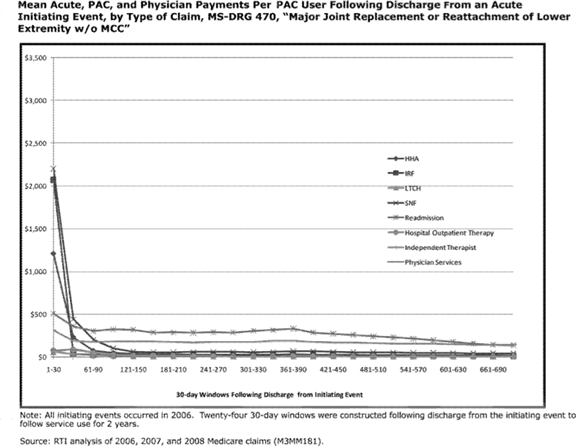 Mean Acute, PAC, and Physician Payments Per PAC User Following Discharge From an Acute
Initiating Event, by Type of Claim, MS-DRG 470, “Major Joint Replacement or Reattachment of Lower
Extremity w/o MCC”
$3,500
$3,000
$2,500
$2,000
$1,500
$1,000
$500
$0
HHA
IRF
LTCH
SNF
Readmission
Hospital Outpatient Therapy
Independent Therapist
Physician Services
1-30 61-90 121-150 181-210 241-270 301-330 361-390 421-450 481-510 541-570 601-630 661-690
30-day Windows Following Discharge from Initiating Event
Note: All initiating events occurred in 2006. Twenty-four 30-day windows were constructed following discharge from the initiating event to
follow service use for 2 years.
Source: RTI analysis of 2006, 2007, and 2008 Medicare claims (M3MM181).